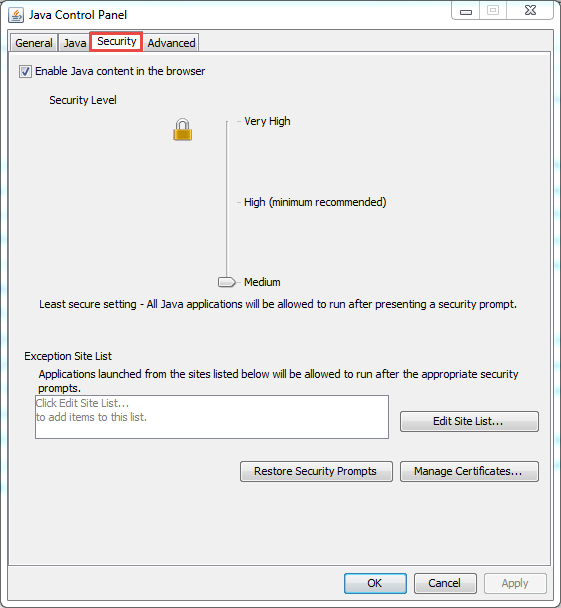 Java Control Panel
General Java Security Advanced
Enable Java content in the browser
Security Level
Very High
High (minimum recommended)
Medium
Least secure setting - All Java applications will be allowed to run after presenting a security prompt.
Exception Site List
Applications launched from the sites listed below will be allowed to run after the appropriate security
prompts.
Click Edit Site List...
to add items to this list.
Edit Site List...
Restore Security Prompts Manage Certificates...
OK Cancel Apply